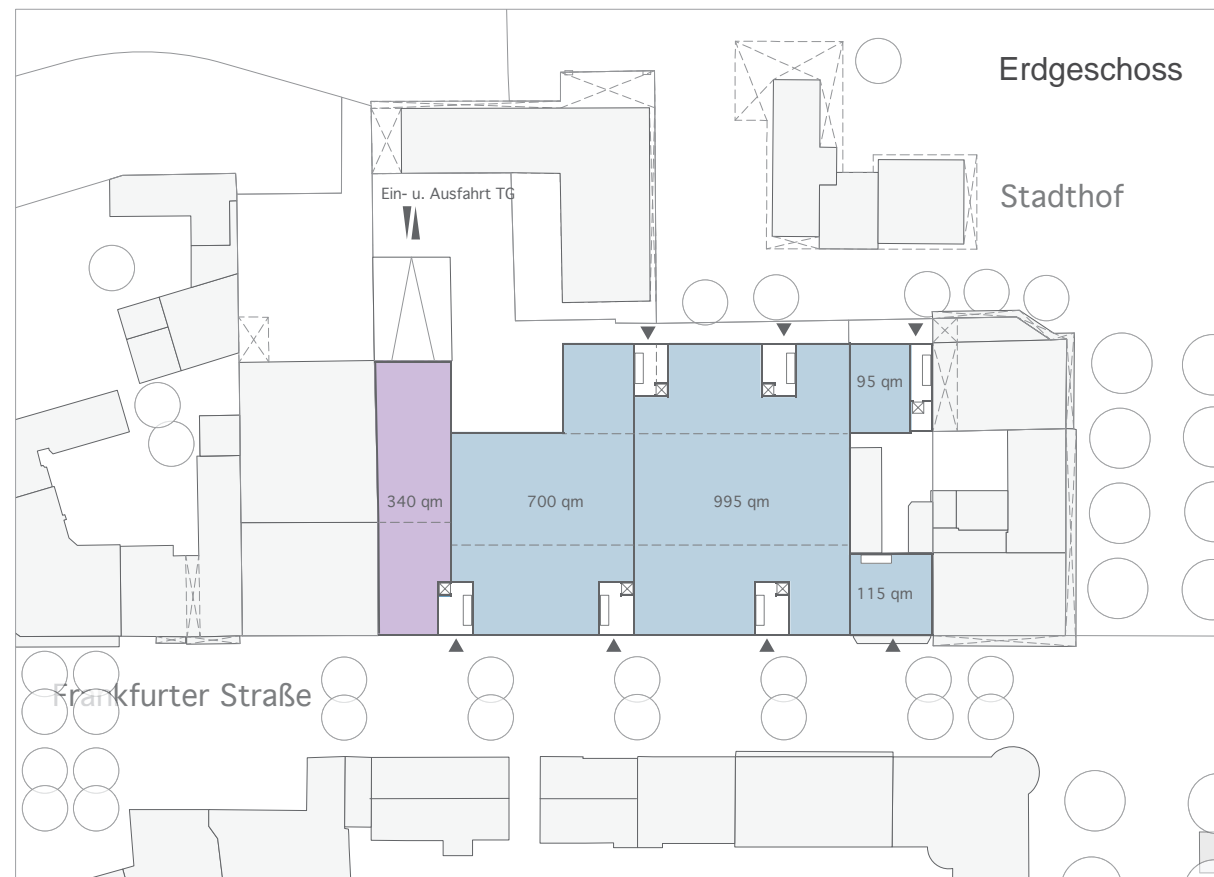 Erdgeschoss
Stadthof
Ein- u. Ausfahrt TG
95 qm
340 qm
700 qm
995 qm
115 qm
Frankfurter Straße